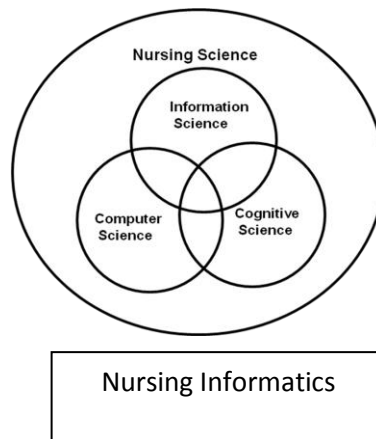 Nursing Science
Information
Science
Computer
Science
Cognitive
Science
Nursing Informatics